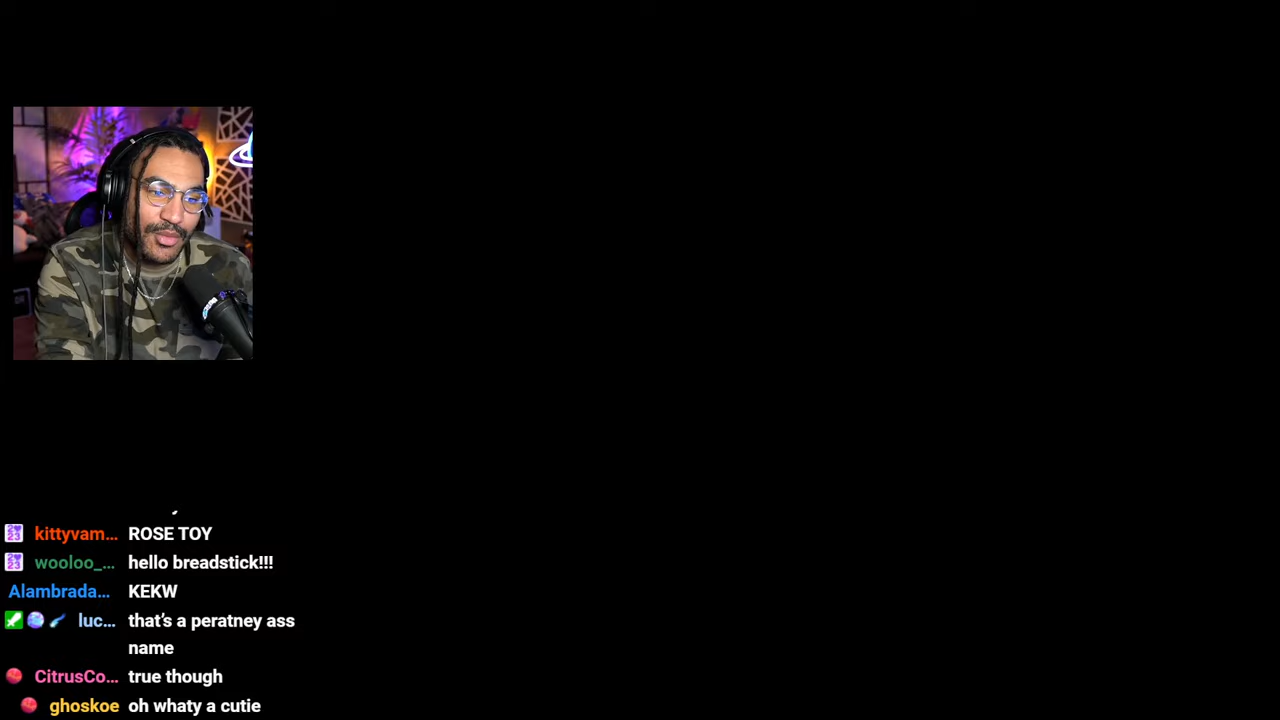 kittyvam… ROSE TOY
wooloo_… hello breadstick!!!
Alambrada… KEKW
luc… that’s a peratney ass
name
CitrusCo… true though
ghoskoe oh whaty a cutie